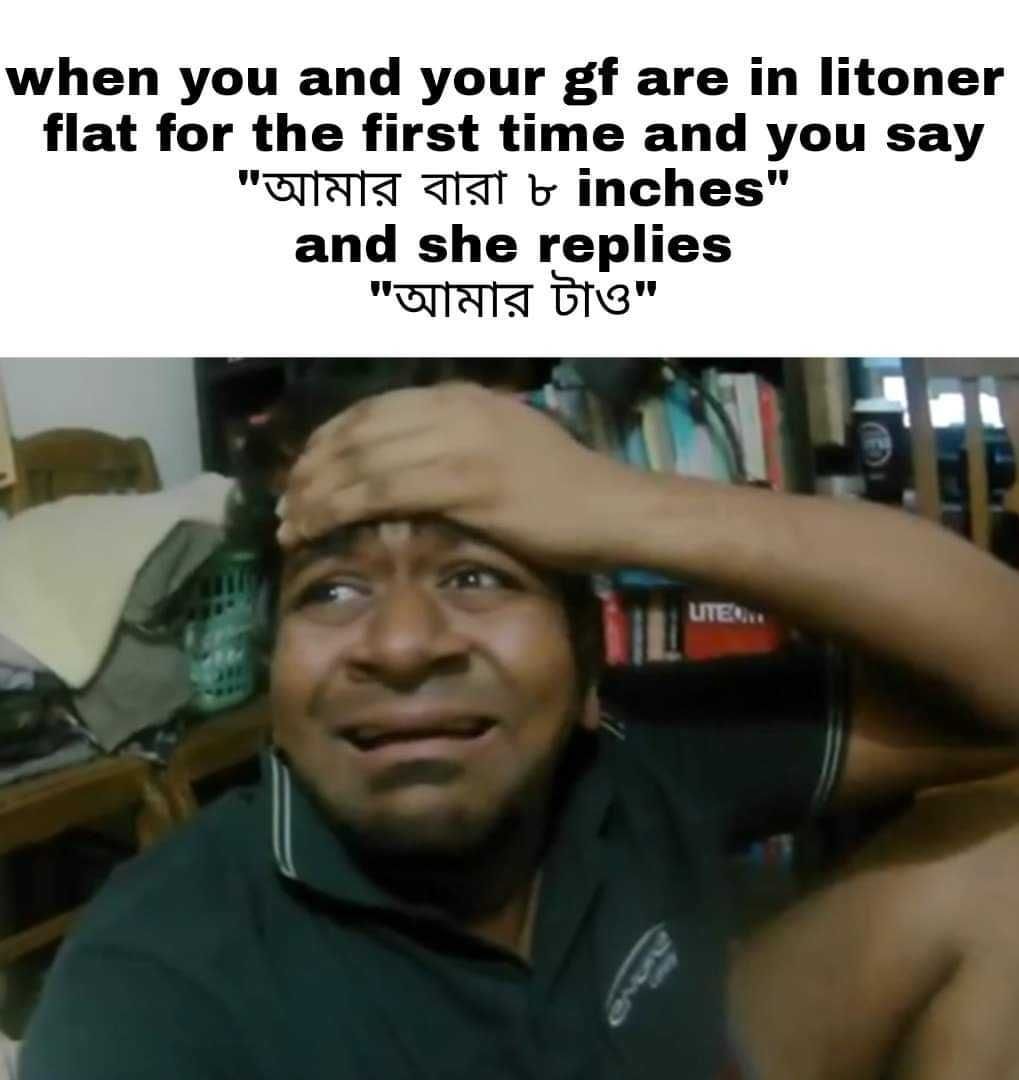 when you and your gf are in litoner
flat for the first time and you say
"আমার বারা ৮ inches"
and she replies
"আমার টাও"